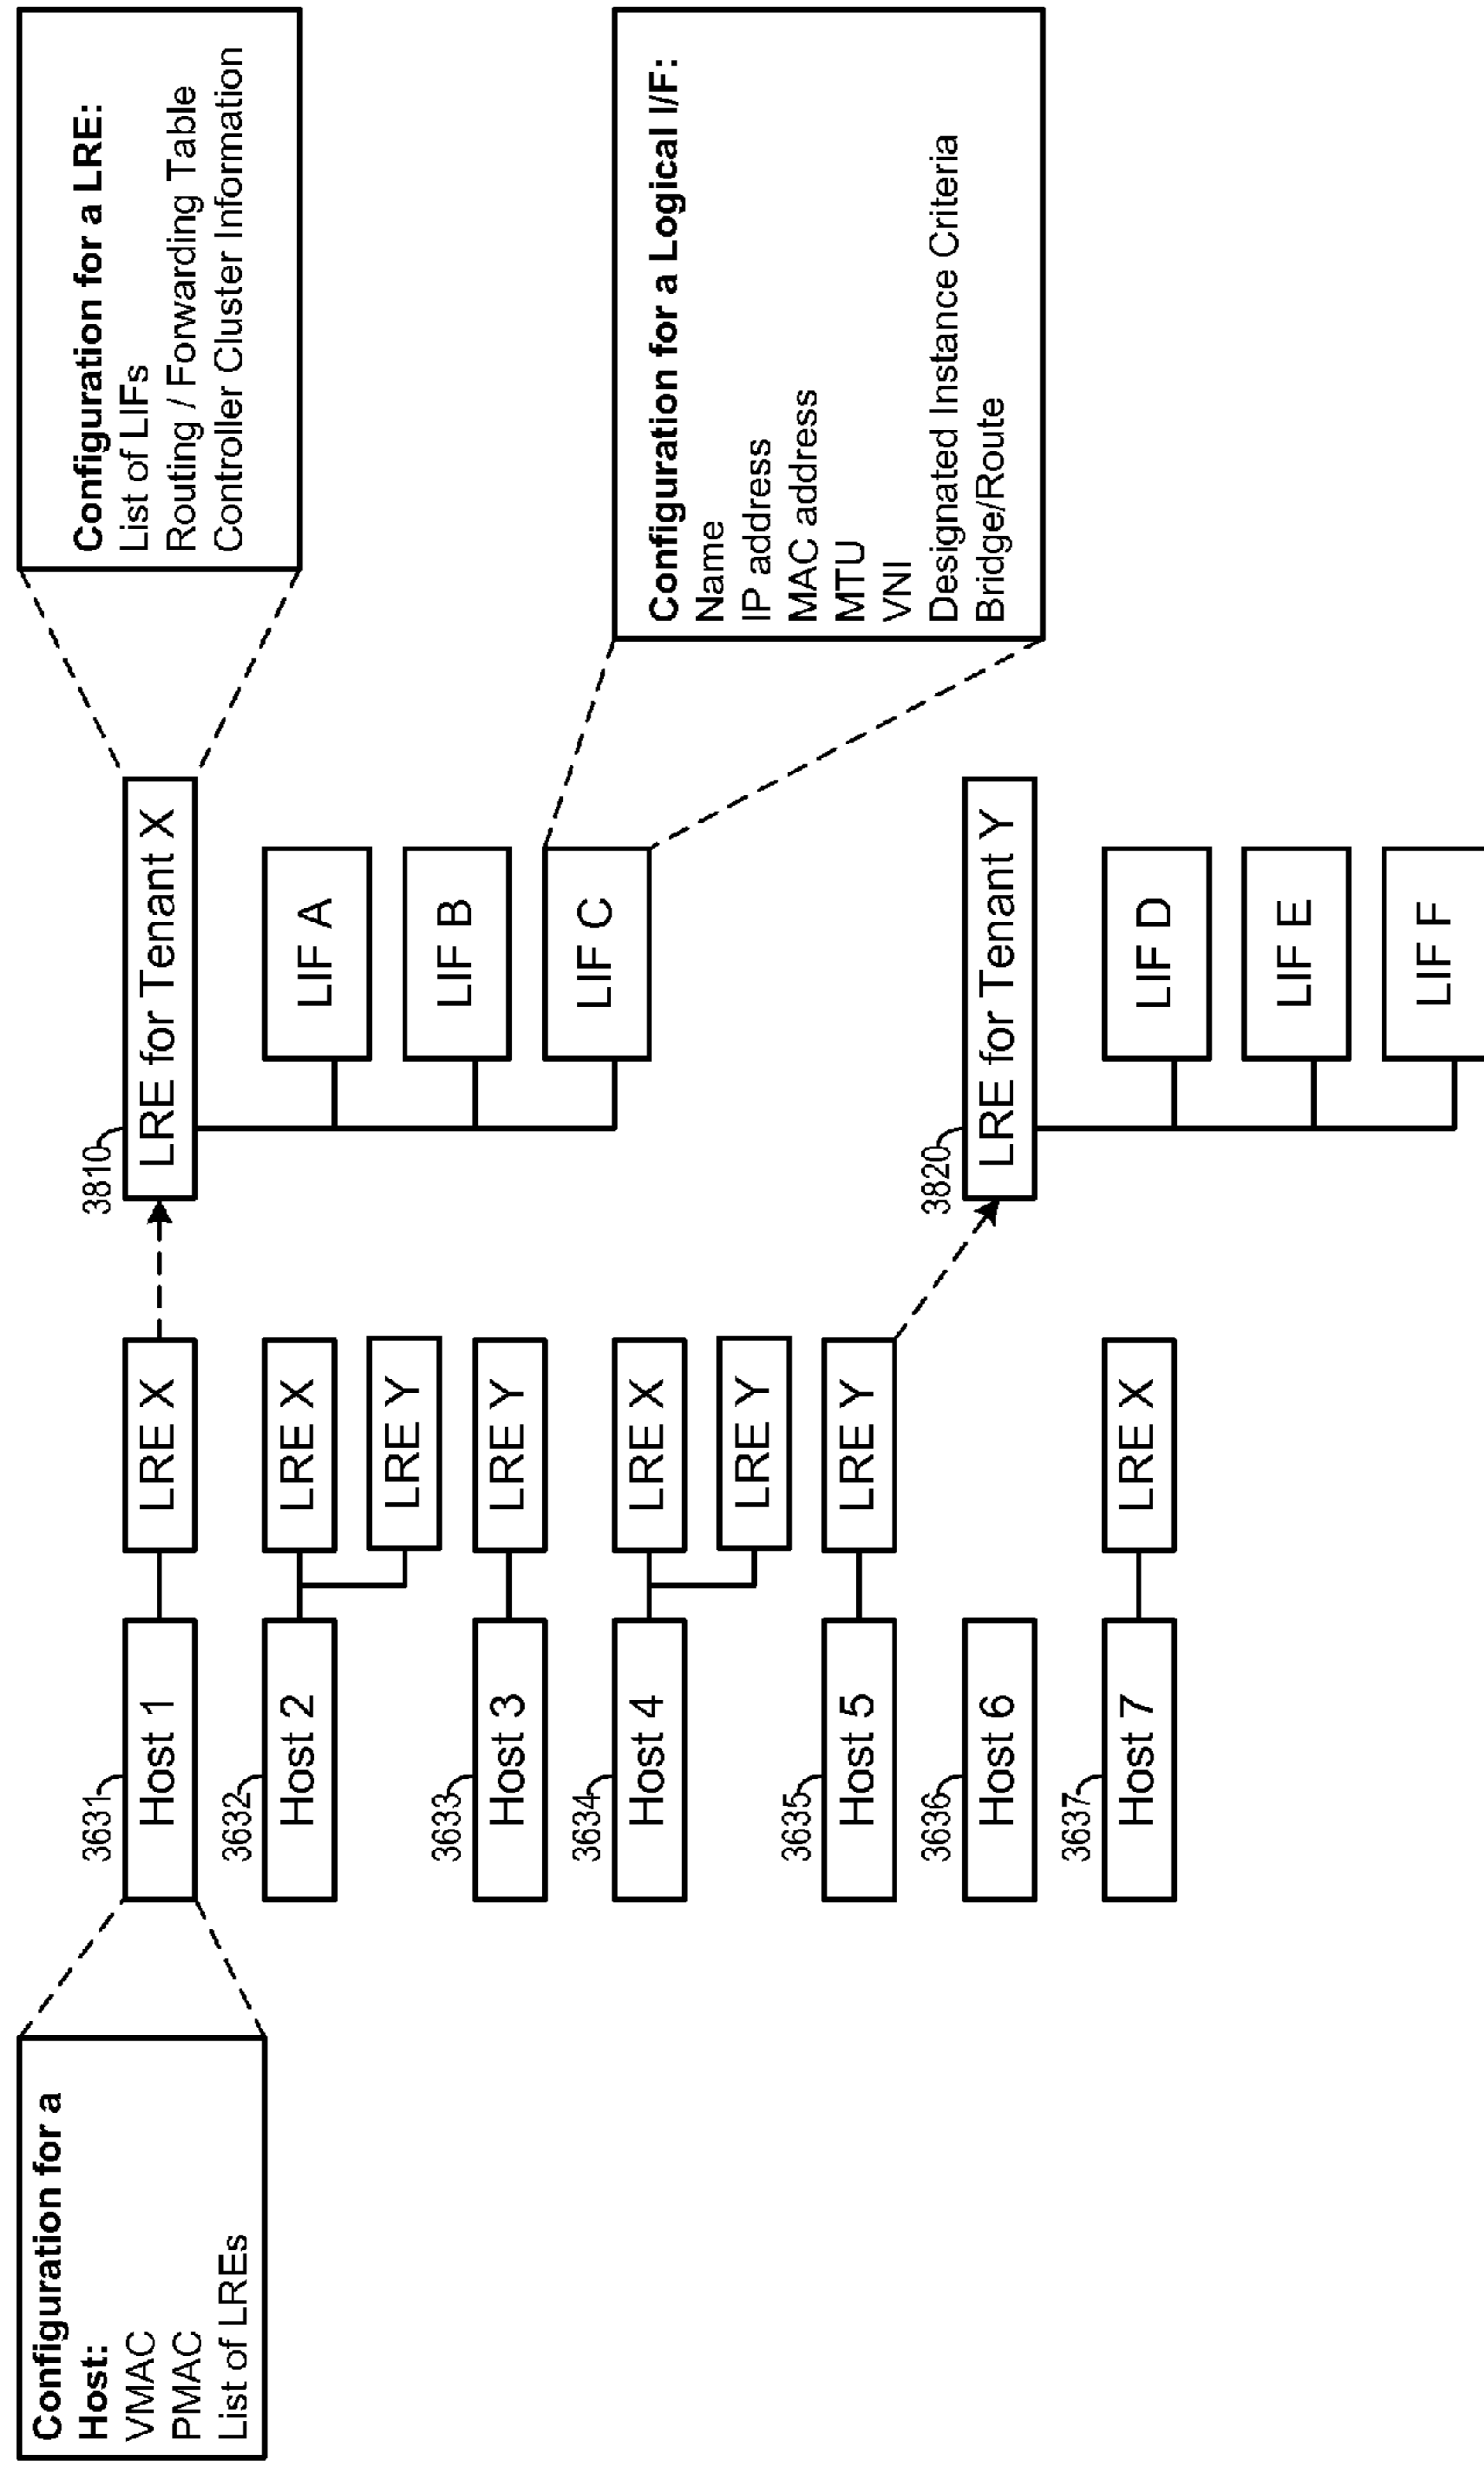 Configuration for a
Host:
VMAC
PMAC
List of LREs
3631
Host 1
LRE X
3632
Host 2
LRE X
LRE Y
3633
Host 3
LRE Y
3634
Host 4
LRE X
LRE Y
3635
Host 5
LRE Y
3636
Host 6
3637
Host 7
LRE X
3810
LRE for Tenant X
LIF A
LIF B
LIF C
3820
LRE for Tenant Y
LIF D
LIF E
LIF F
Configuration for a LRE:
List of LIFs
Routing / Forwarding Table
Controller Cluster Information
Configuration for a Logical I/F:
Name
IP address
MAC address
MTU
VNI
Designated Instance Criteria
Bridge/Route